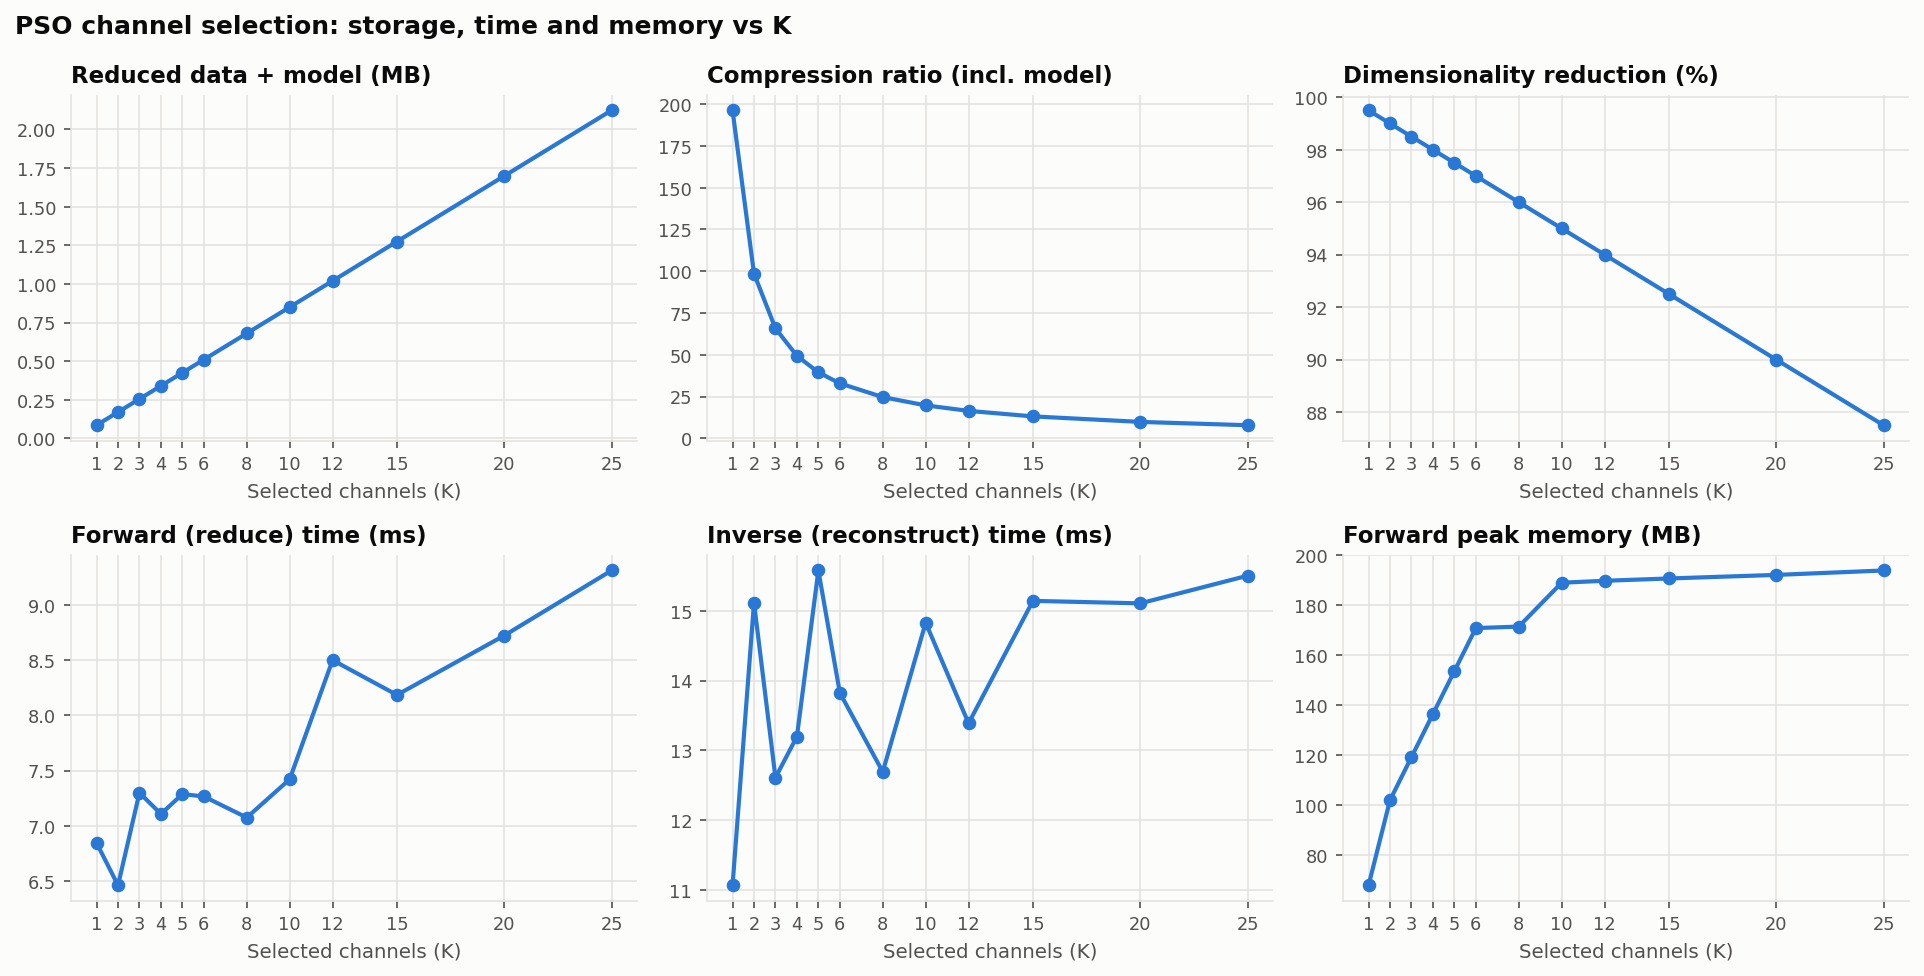 PSO channel selection: storage, time and memory vs K
Reduced data + model (MB)
2.00
1.75
1.50
1.25
1.00
0.75
0.50
0.25
0.00
1 2 3 4 5 6 8 10 12 15 20 25
Selected channels (K)
Compression ratio (incl. model)
200
175
150
125
100
75
50
25
0
1 2 3 4 5 6 8 10 12 15 20 25
Selected channels (K)
Dimensionality reduction (%)
100
98
96
94
92
90
88
1 2 3 4 5 6 8 10 12 15 20 25
Selected channels (K)
Forward (reduce) time (ms)
9.0
8.5
8.0
7.5
7.0
6.5
1 2 3 4 5 6 8 10 12 15 20 25
Selected channels (K)
Inverse (reconstruct) time (ms)
15
14
13
12
11
1 2 3 4 5 6 8 10 12 15 20 25
Selected channels (K)
Forward peak memory (MB)
200
180
160
140
120
100
80
1 2 3 4 5 6 8 10 12 15 20 25
Selected channels (K)